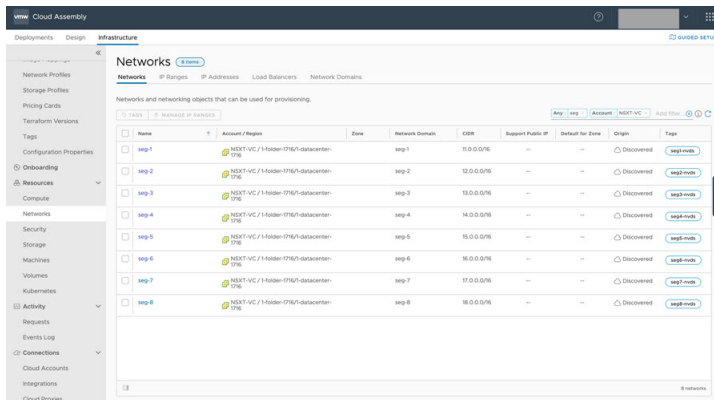 vmw Cloud Assembly
Deployments Design Infrastructure GUIDED SETU
Network Profiles
Storage Profiles
Pricing Cards
Terraform Versions
Tags
Configuration Properties
Onboarding
Resources
Compute
Networks
Security
Storage
Machines
Volumes
Kubernetes
Activity
Requests
Events Log
Connections
Cloud Accounts
Integrations
Cloud Proxies
Networks 8 items
Networks IP Ranges IP Addresses Load Balancers Network Domains
Networks and networking objects that can be used for provisioning.
TAGS MANAGE IP RANGES Any : seg Account : NSXT-VC Add filter...
Name Account / Region Zone Network Domain CIDR Support Public IP Default for Zone Origin Tags
seg-1 NSXT-VC / 1-folder-1716/1-datacenter- seg-1 11.0.0.0/16 -- -- Discovered seg1-nvds
1716
seg-2 NSXT-VC / 1-folder-1716/1-datacenter- seg-2 12.0.0.0/16 -- -- Discovered seg2-nvds
1716
seg-3 NSXT-VC / 1-folder-1716/1-datacenter- seg-3 13.0.0.0/16 -- -- Discovered seg3-nvds
1716
seg-4 NSXT-VC / 1-folder-1716/1-datacenter- seg-4 14.0.0.0/16 -- -- Discovered seg4-nvds
1716
seg-5 NSXT-VC / 1-folder-1716/1-datacenter- seg-5 15.0.0.0/16 -- -- Discovered seg5-nvds
1716
seg-6 NSXT-VC / 1-folder-1716/1-datacenter- seg-6 16.0.0.0/16 -- -- Discovered seg6-nvds
1716
seg-7 NSXT-VC / 1-folder-1716/1-datacenter- seg-7 17.0.0.0/16 -- -- Discovered seg7-nvds
1716
seg-8 NSXT-VC / 1-folder-1716/1-datacenter- seg-8 18.0.0.0/16 -- -- Discovered seg8-nvds
1716
8 networks